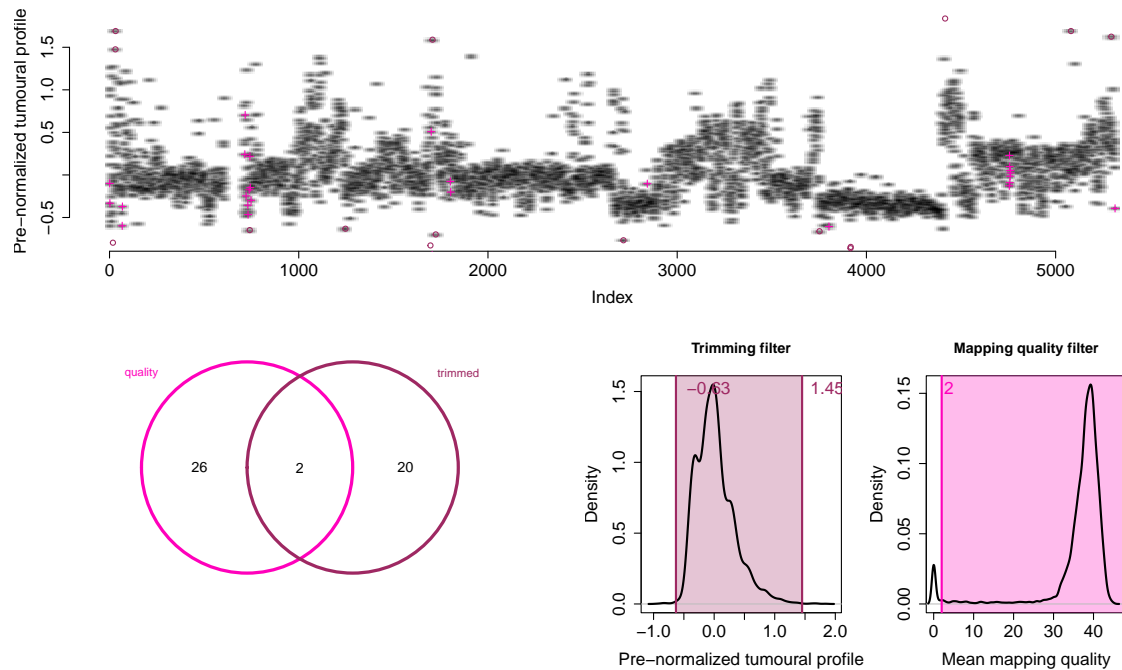 Pre−normalized tumoural profile
1.5
1.0
0.5
−0.5
0 1000 2000 3000 4000 5000
Index
quality
trimmed
26 2 20
Trimming filter
−0.63 1.45
Density
1.5
1.0
0.5
0.0
−1.0 0.0 1.0 2.0
Pre−normalized tumoural profile
Mapping quality filter
2
Density
0.15
0.10
0.05
0.00
0 10 20 30 40
Mean mapping quality